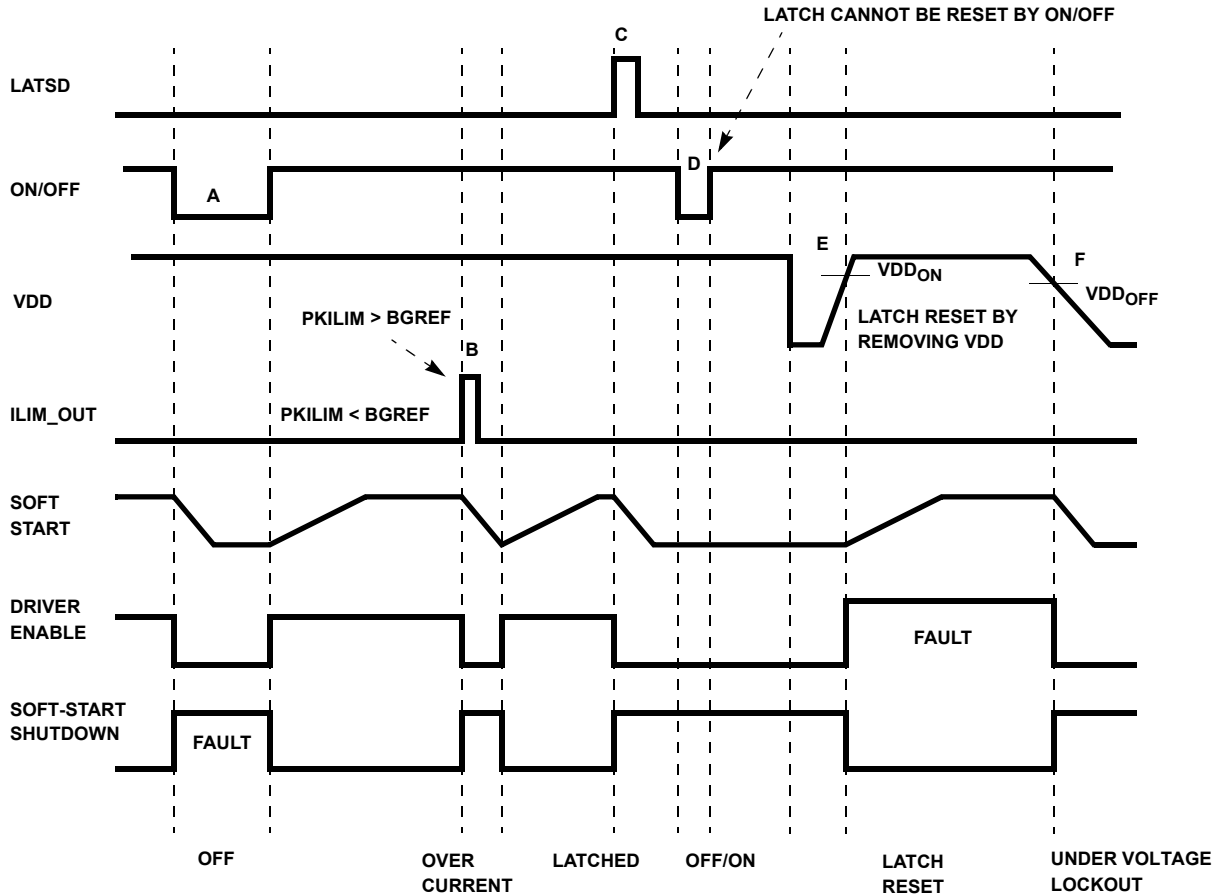 LATCH CANNOT BE RESET BY ON/OFF
C
LATSD
D
ON/OFF
A
E
F
VDD_ON
VDD_OFF
VDD
LATCH RESET BY
REMOVING VDD
PKILIM > BGREF
B
PKILIM < BGREF
ILIM_OUT
SOFT
START
DRIVER
ENABLE
FAULT
SOFT-START
SHUTDOWN
FAULT
OFF
OVER
CURRENT
LATCHED
OFF/ON
LATCH
RESET
UNDER VOLTAGE
LOCKOUT